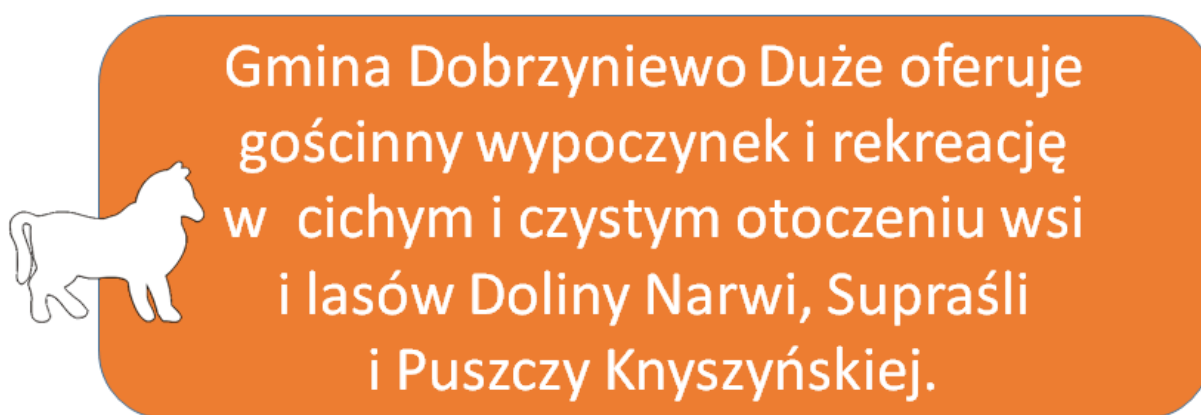 Gmina Dobrzyniewo Duże oferuje
gościnny wypoczynek i rekreację
w  cichym i czystym otoczeniu wsi
i lasów Doliny Narwi, Supraśli
i Puszczy Knyszyńskiej.